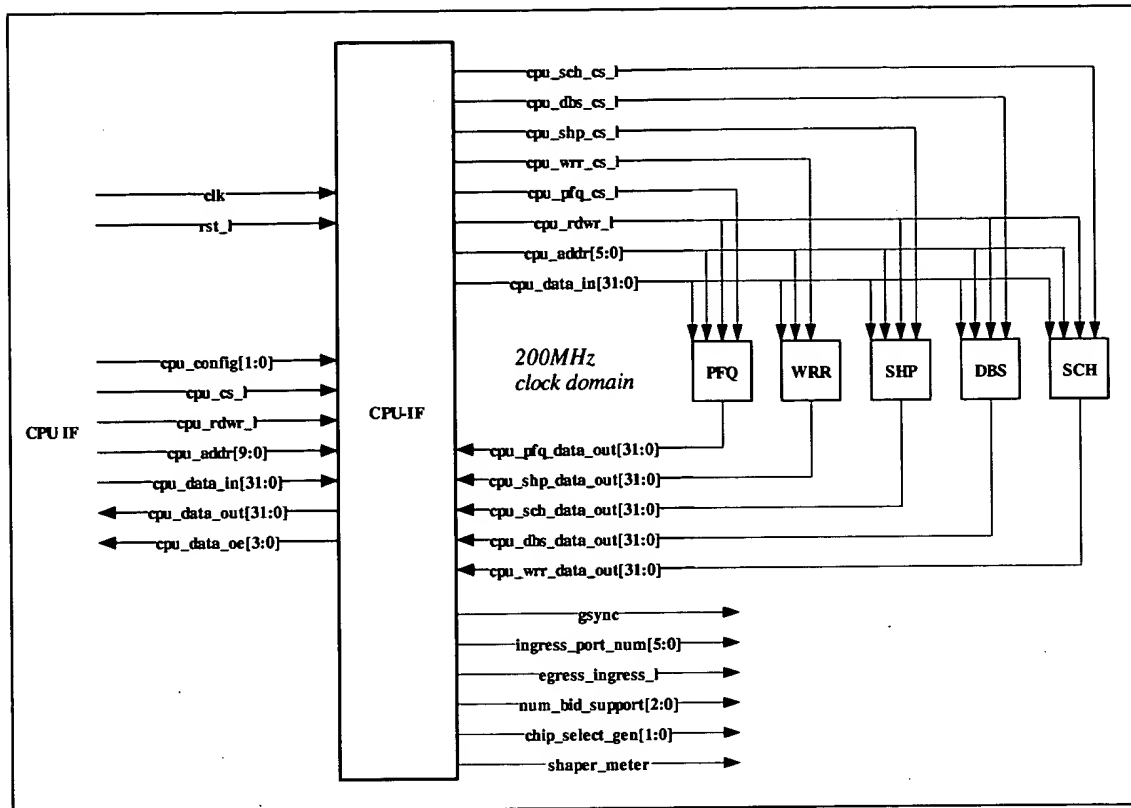 cpu_sch_cs_l
cpu_dbs_cs_l
cpu_shp_cs_l
cpu_wrr_cs_l
clk
cpu_pfq_cs_l
rst_l
cpu_rdwr_l
cpu_addr[5:0]
cpu_data_in[31:0]
200MHz
clock domain
PFQ
WRR
SHP
DBS
SCH
cpu_config[1:0]
cpu_cs_l
CPU IF
cpu_rdwr_l
CPU-IF
cpu_addr[9:0]
cpu_data_in[31:0]
cpu_data_out[31:0]
cpu_data_oe[3:0]
cpu_pfq_data_out[31:0]
cpu_shp_data_out[31:0]
cpu_sch_data_out[31:0]
cpu_dbs_data_out[31:0]
cpu_wrr_data_out[31:0]
gsync
ingress_port_num[5:0]
egress_ingress_l
num_bid_support[2:0]
chip_select_gen[1:0]
shaper_meter